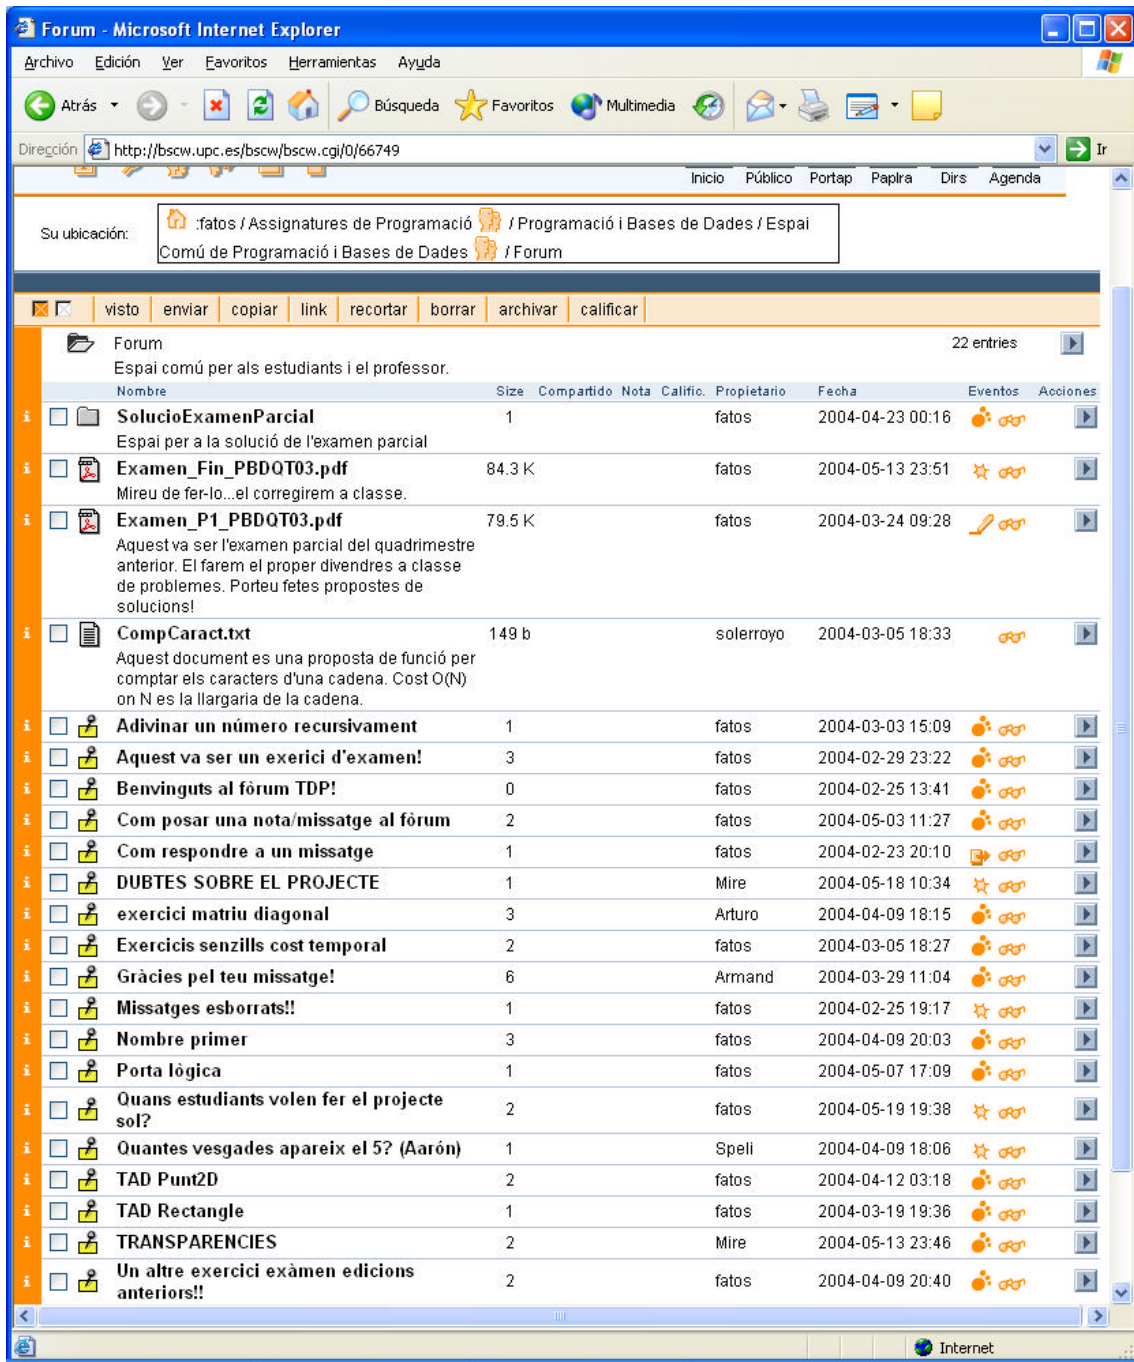 Forum - Microsoft Internet Explorer
Archivo Edición Ver Favoritos Herramientas Ayuda
Atrás Búsqueda Favoritos Multimedia
Dirección http://bscw.upc.es/bscw/bscw.cgi/0/66749 Ir
Inicio Público Portap Paplra Dirs Agenda
Su ubicación: :fatos / Assignatures de Programació / Programació i Bases de Dades / Espai
Comú de Programació i Bases de Dades / Forum
visto enviar copiar link recortar borrar archivar calificar
Forum 22 entries
Espai comú per als estudiants i el professor.
Nombre Size Compartido Nota Calific. Propietario Fecha Eventos Acciones
i SolucioExamenParcial 1 fatos 2004-04-23 00:16
Espai per a la solució de l'examen parcial
i Examen_Fin_PBDQT03.pdf 84.3 K fatos 2004-05-13 23:51
Mireu de fer-lo...el corregirem a classe.
i Examen_P1_PBDQT03.pdf 79.5 K fatos 2004-03-24 09:28
Aquest va ser l'examen parcial del quadrimestre
anterior. El farem el proper divendres a classe
de problemes. Porteu fetes propostes de
solucions!
i CompCaract.txt 149 b solerroyo 2004-03-05 18:33
Aquest document es una proposta de funció per
comptar els caracters d'una cadena. Cost O(N)
on N es la llargaria de la cadena.
i Adivinar un número recursivament 1 fatos 2004-03-03 15:09
i Aquest va ser un exerici d'examen! 3 fatos 2004-02-29 23:22
i Benvinguts al fòrum TDP! 0 fatos 2004-02-25 13:41
i Com posar una nota/missatge al fòrum 2 fatos 2004-05-03 11:27
i Com respondre a un missatge 1 fatos 2004-02-23 20:10
i DUBTES SOBRE EL PROJECTE 1 Mire 2004-05-18 10:34
i exercici matriu diagonal 3 Arturo 2004-04-09 18:15
i Exercicis senzills cost temporal 2 fatos 2004-03-05 18:27
i Gràcies pel teu missatge! 6 Armand 2004-03-29 11:04
i Missatges esborrats!! 1 fatos 2004-02-25 19:17
i Nombre primer 3 fatos 2004-04-09 20:03
i Porta lògica 1 fatos 2004-05-07 17:09
i Quans estudiants volen fer el projecte
sol? 2 fatos 2004-05-19 19:38
i Quantes vesgades apareix el 5? (Aarón) 1 Speli 2004-04-09 18:06
i TAD Punt2D 2 fatos 2004-04-12 03:18
i TAD Rectangle 1 fatos 2004-03-19 19:36
i TRANSPARENCIES 2 Mire 2004-05-13 23:46
i Un altre exercici exàmen edicions
anteriors!! 2 fatos 2004-04-09 20:40
Internet